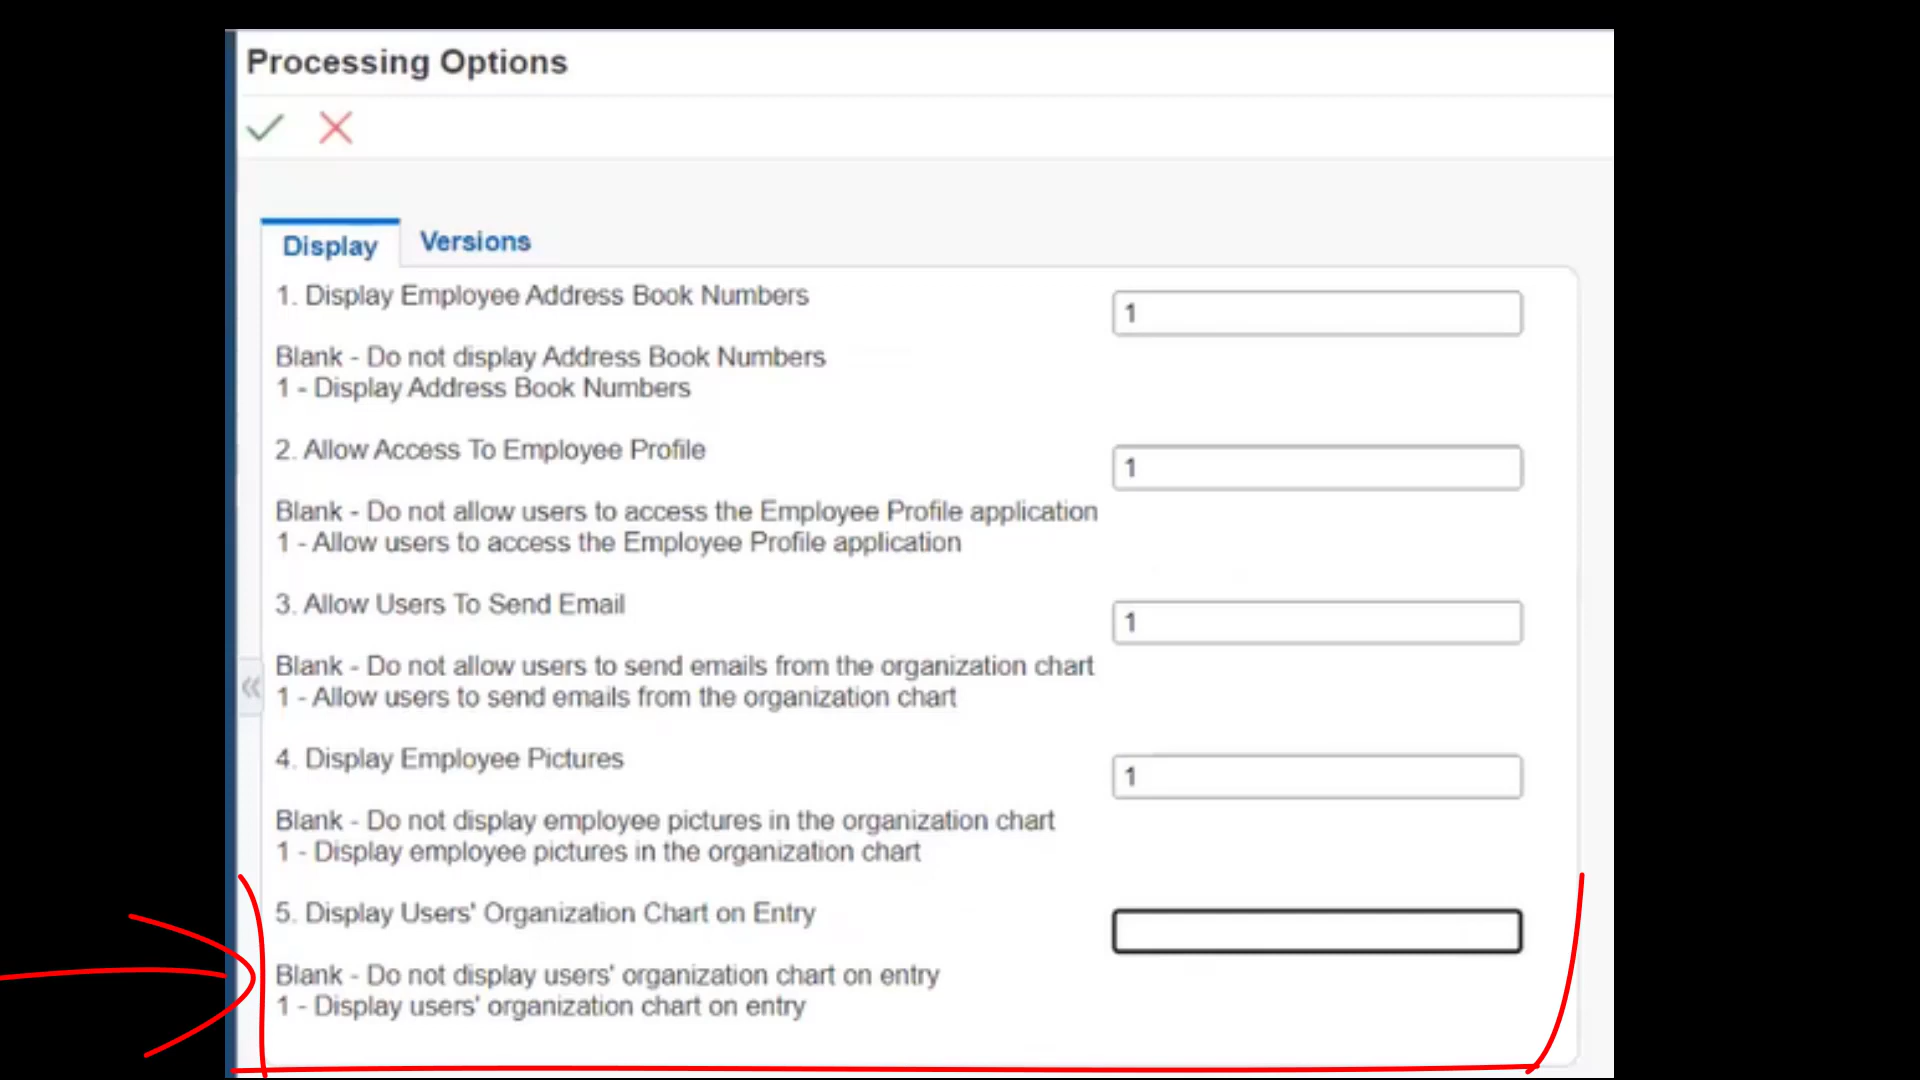 Processing Options
Display Versions
1. Display Employee Address Book Numbers 1
Blank - Do not display Address Book Numbers
1 - Display Address Book Numbers
2. Allow Access To Employee Profile 1
Blank - Do not allow users to access the Employee Profile application
1 - Allow users to access the Employee Profile application
3. Allow Users To Send Email 1
Blank - Do not allow users to send emails from the organization chart
1 - Allow users to send emails from the organization chart
4. Display Employee Pictures 1
Blank - Do not display employee pictures in the organization chart
1 - Display employee pictures in the organization chart
5. Display Users' Organization Chart on Entry
Blank - Do not display users' organization chart on entry
1 - Display users' organization chart on entry